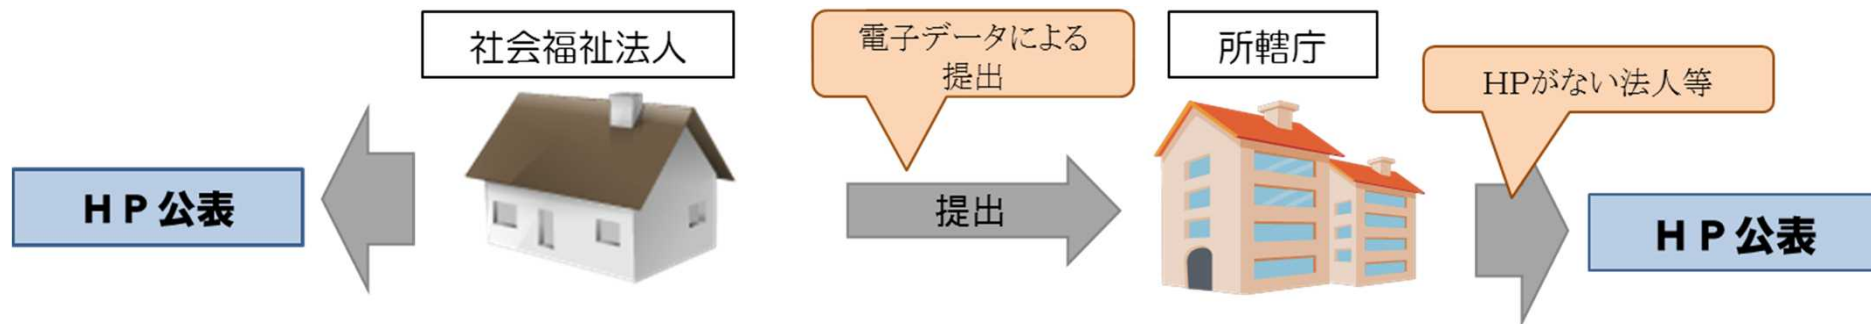 社会福祉法人
電子データによる
提出
所轄庁
HPがない法人等
ＨＰ公表
提出
ＨＰ公表